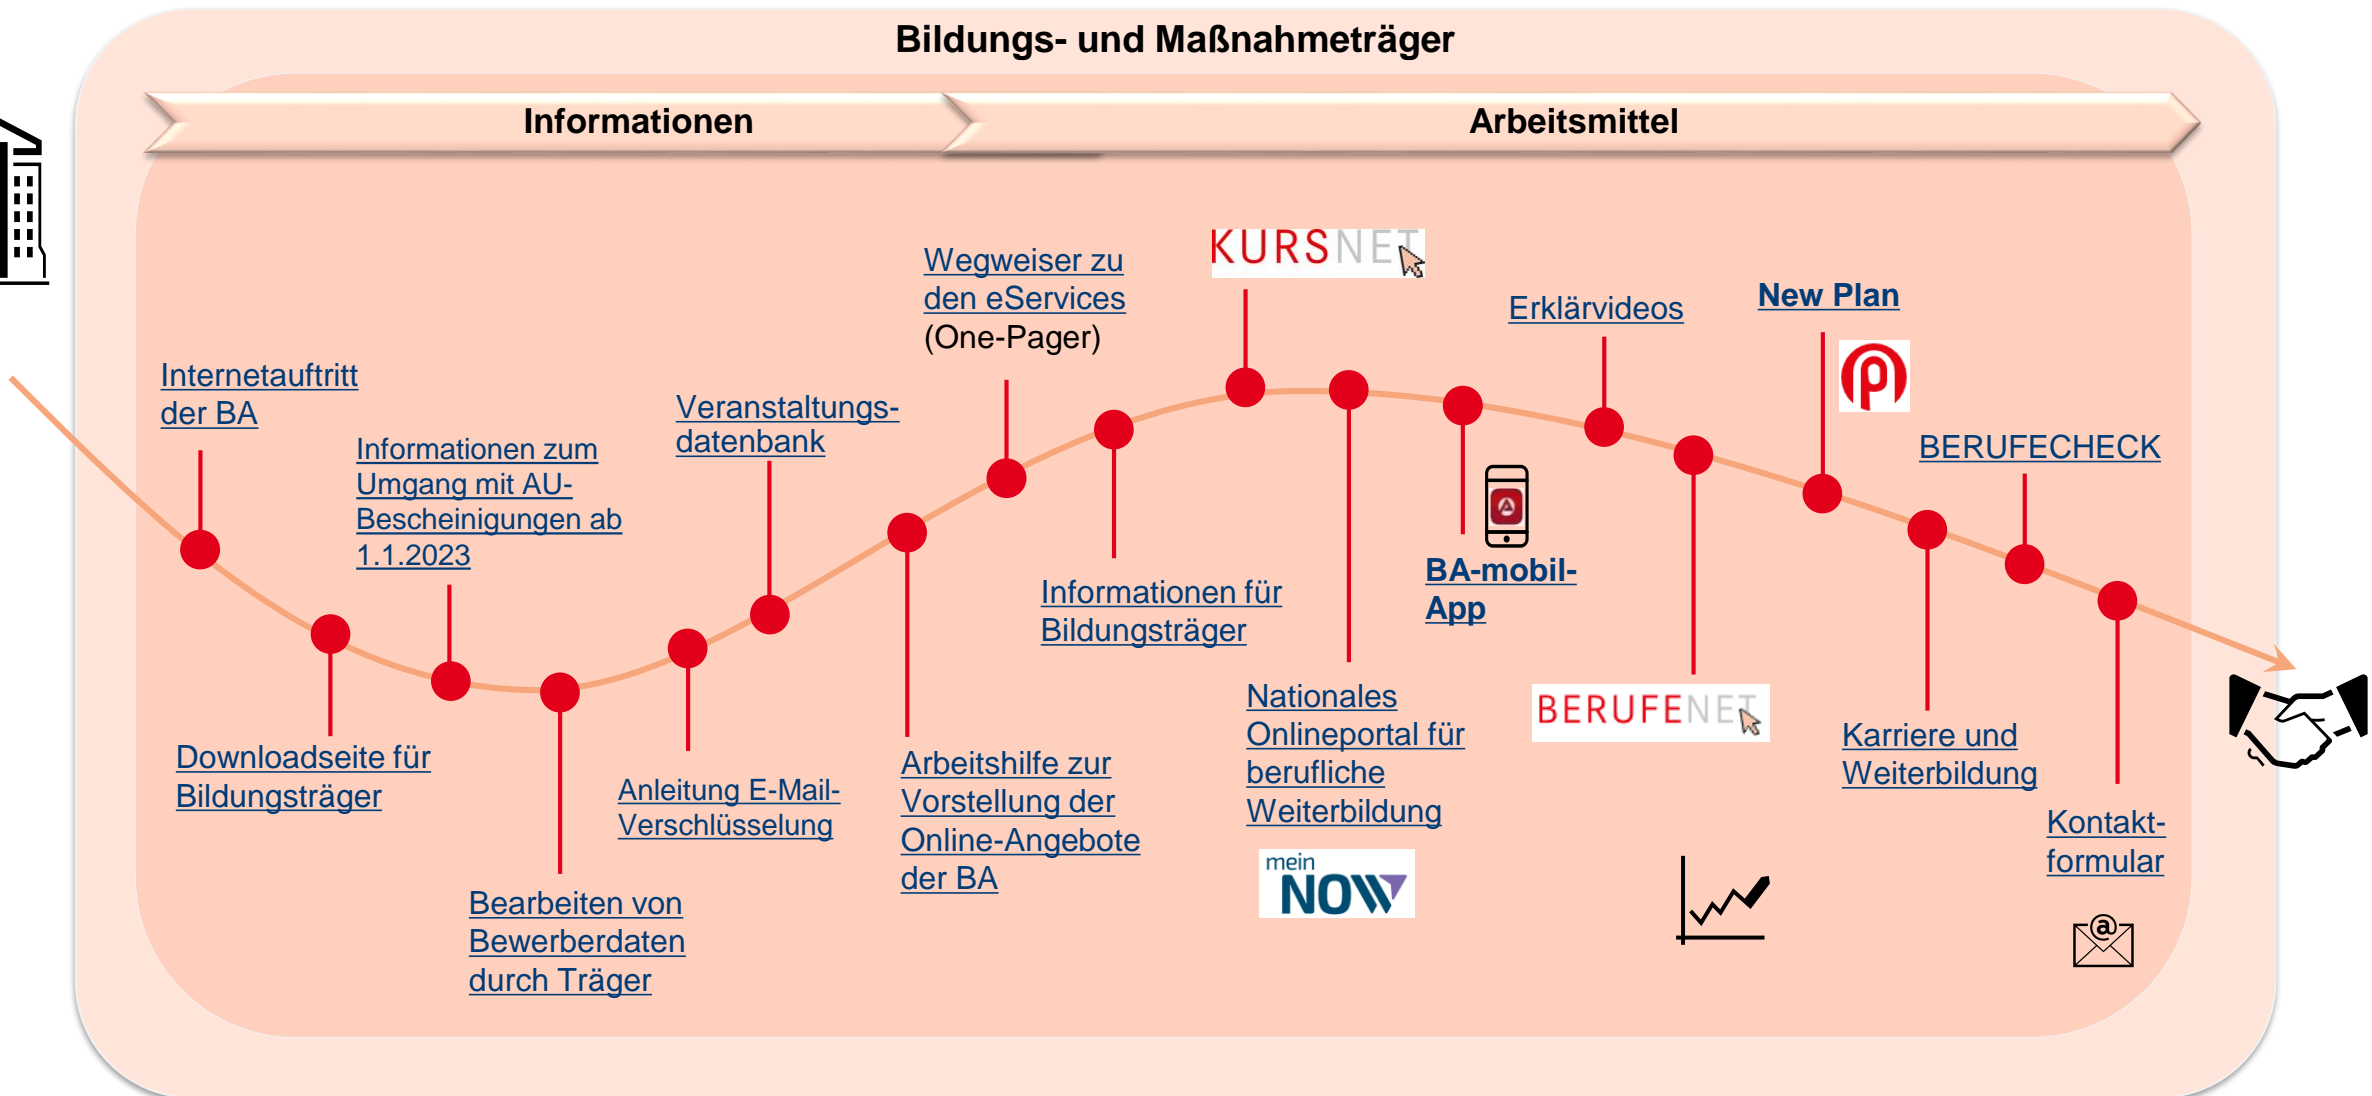 Bildungs- und Maßnahmeträger
Informationen
Arbeitsmittel
Internetauftritt
der BA
Downloadseite für
Bildungsträger
Informationen zum
Umgang mit AU-
Bescheinigungen ab
1.1.2023
Bearbeiten von
Bewerberdaten
durch Träger
Anleitung E-Mail-
Verschlüsselung
Veranstaltungs-
datenbank
Arbeitshilfe zur
Vorstellung der
Online-Angebote
der BA
Wegweiser zu
den eServices
(One-Pager)
Informationen für
Bildungsträger
KURSNET
Nationales
Onlineportal für
berufliche
Weiterbildung
mein
NOW
BA-mobil-
App
Erklärvideos
BERUFENET
New Plan
Karriere und
Weiterbildung
BERUFECHECK
Kontakt-
formular
@